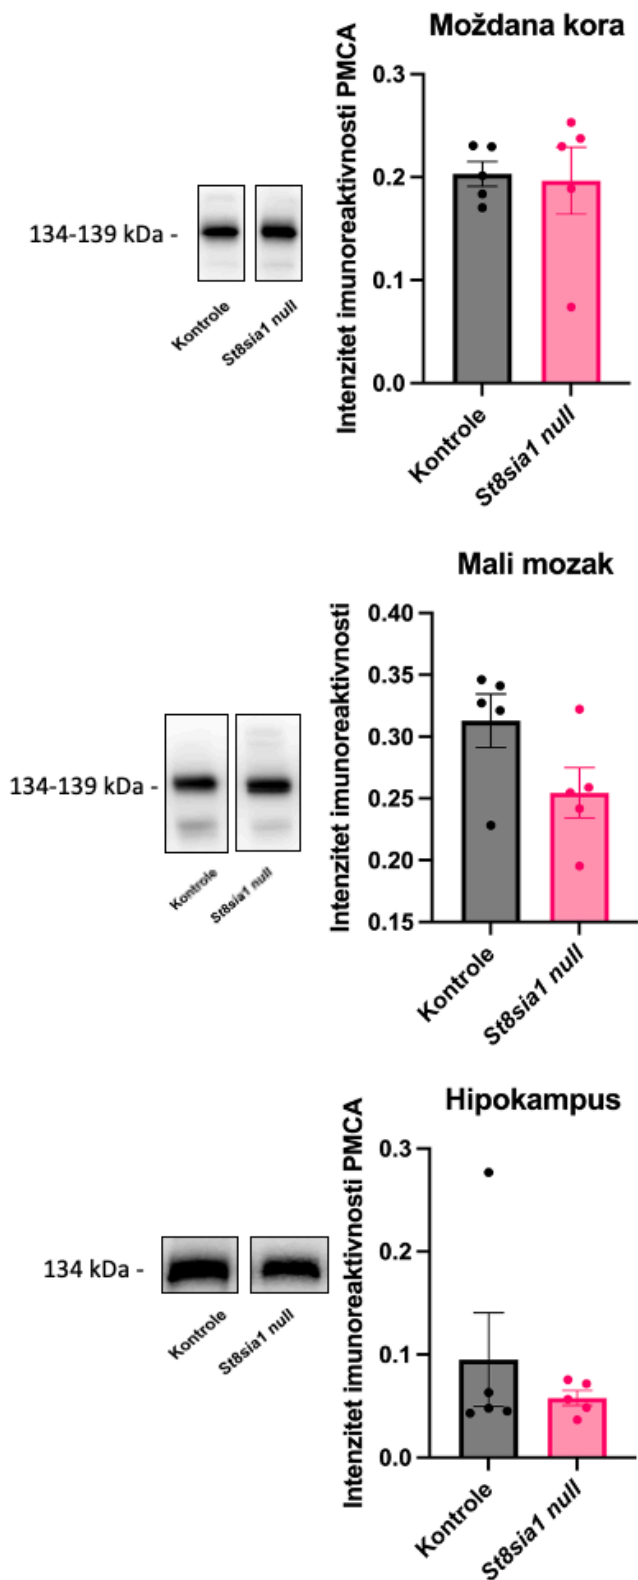 Moždana kora
Intenzitet imunoreaktivnosti PMCA
0.3
0.2
0.1
0.0
134-139 kDa -
Kontrole
St8sia1 null
Kontrole
St8sia1 null
Mali mozak
Intenzitet imunoreaktivnosti
0.40
0.35
0.30
0.25
0.20
0.15
134-139 kDa -
Kontrole
St8sia1 null
Kontrole
St8sia1 null
Hipokampus
Intenzitet imunoreaktivnosti PMCA
0.3
0.2
0.1
0.0
134 kDa -
Kontrole
St8sia1 null
Kontrole
St8sia1 null